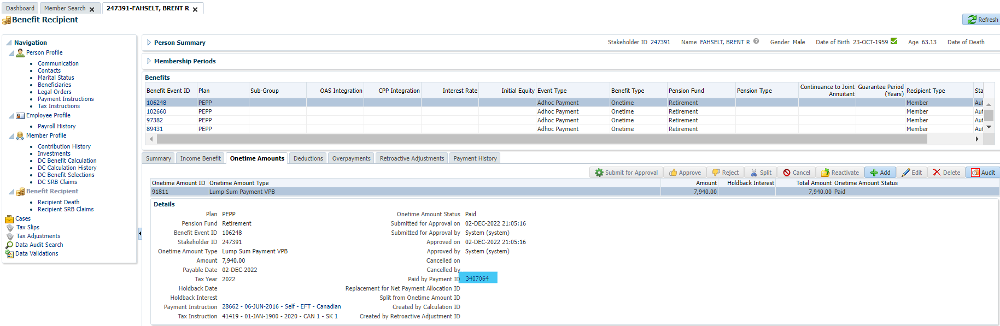 Dashboard Member Search 247391-FAHSELT, BRENT R
Benefit Recipient
Refresh
Navigation
Person Profile
Communication
Contacts
Marital Status
Beneficiaries
Legal Orders
Payment Instructions
Tax Instructions
Employee Profile
Payroll History
Member Profile
Contribution History
Investments
DC Benefit Calculation
DC Calculation History
DC Benefit Selections
DC SRB Claims
Benefit Recipient
Recipient Death
Recipient SRB Claims
Cases
Tax Slips
Tax Adjustments
Data Audit Search
Data Validations
Person Summary Stakeholder ID 247391 Name FAHSELT, BRENT R Gender Male Date of Birth 23-OCT-1959 Age 63.13 Date of Death
Membership Periods
Benefits
Benefit Event ID Plan Sub-Group OAS Integration CPP Integration Interest Rate Initial Equity Event Type Benefit Type Pension Fund Pension Type Continuance to Joint Annuitant Guarantee Period (Years) Recipient Type Sta
106248 PEPP Adhoc Payment Onetime Retirement Member Aut
102660 PEPP Adhoc Payment Onetime Retirement Member Aut
97382 PEPP Adhoc Payment Onetime Retirement Member Aut
89431 PEPP Adhoc Payment Onetime Retirement Member Aut
Summary Income Benefit Onetime Amounts Deductions Overpayments Retroactive Adjustments Payment History
Submit for Approval Approve Reject Split Cancel Reactivate Add Edit Delete Audit
Onetime Amount ID Onetime Amount Type Amount Holdback Interest Total Amount Onetime Amount Status
91811 Lump Sum Payment VPB 7,940.00 7,940.00 Paid
Details
Plan PEPP Onetime Amount Status Paid
Pension Fund Retirement Submitted for Approval on 02-DEC-2022 21:05:16
Benefit Event ID 106248 Submitted for Approval by System (system)
Stakeholder ID 247391 Approved on 02-DEC-2022 21:05:16
Onetime Amount Type Lump Sum Payment VPB Approved by System (system)
Amount 7,940.00 Cancelled on
Payable Date 02-DEC-2022 Cancelled by
Tax Year 2022 Paid by Payment ID 3407064
Holdback Date Replacement for Net Payment Allocation ID
Holdback Interest Split from Onetime Amount ID
Payment Instruction 28662 - 06-JUN-2016 - Self - EFT - Canadian Created by Calculation ID
Tax Instruction 41419 - 01-JAN-1900 - 2020 - CAN 1 - SK 1 Created by Retroactive Adjustment ID